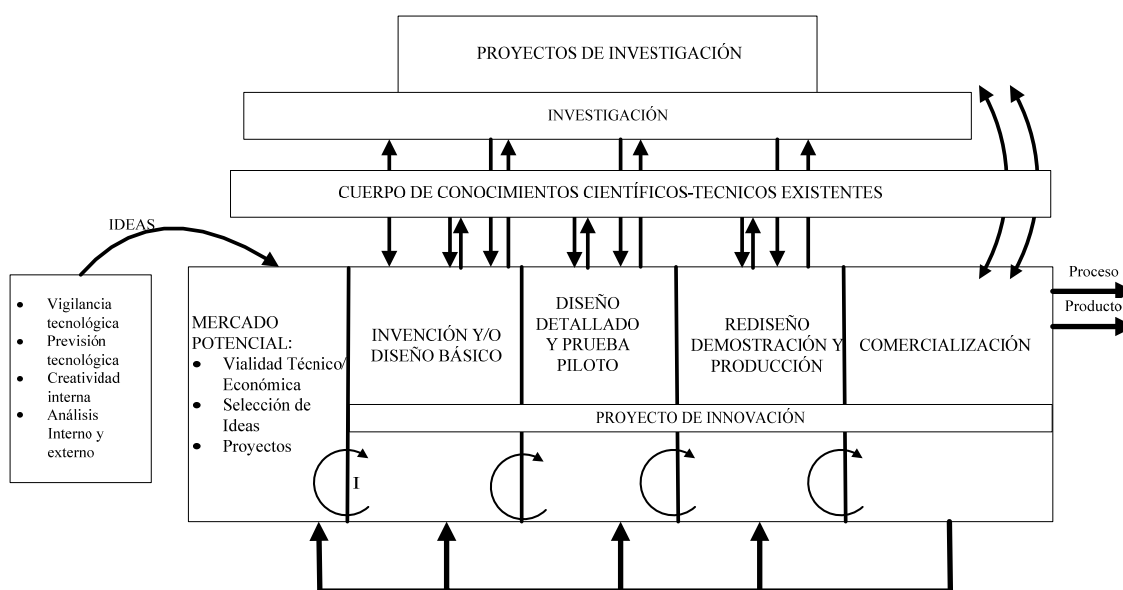 PROYECTOS DE INVESTIGACIÓN
INVESTIGACIÓN
CUERPO DE CONOCIMIENTOS CIENTÍFICOS-TECNICOS EXISTENTES
IDEAS
• Vigilancia
tecnológica
• Previsión
tecnológica
• Creatividad
interna
• Análisis
Interno y
externo
MERCADO
POTENCIAL:
• Vialidad Técnico/
Económica
• Selección de
Ideas
• Proyectos
INVENCIÓN Y/O
DISEÑO BÁSICO
DISEÑO
DETALLADO
Y PRUEBA
PILOTO
REDISEÑO
DEMOSTRACIÓN Y
PRODUCCIÓN
COMERCIALIZACIÓN
Proceso
Producto
PROYECTO DE INNOVACIÓN
I